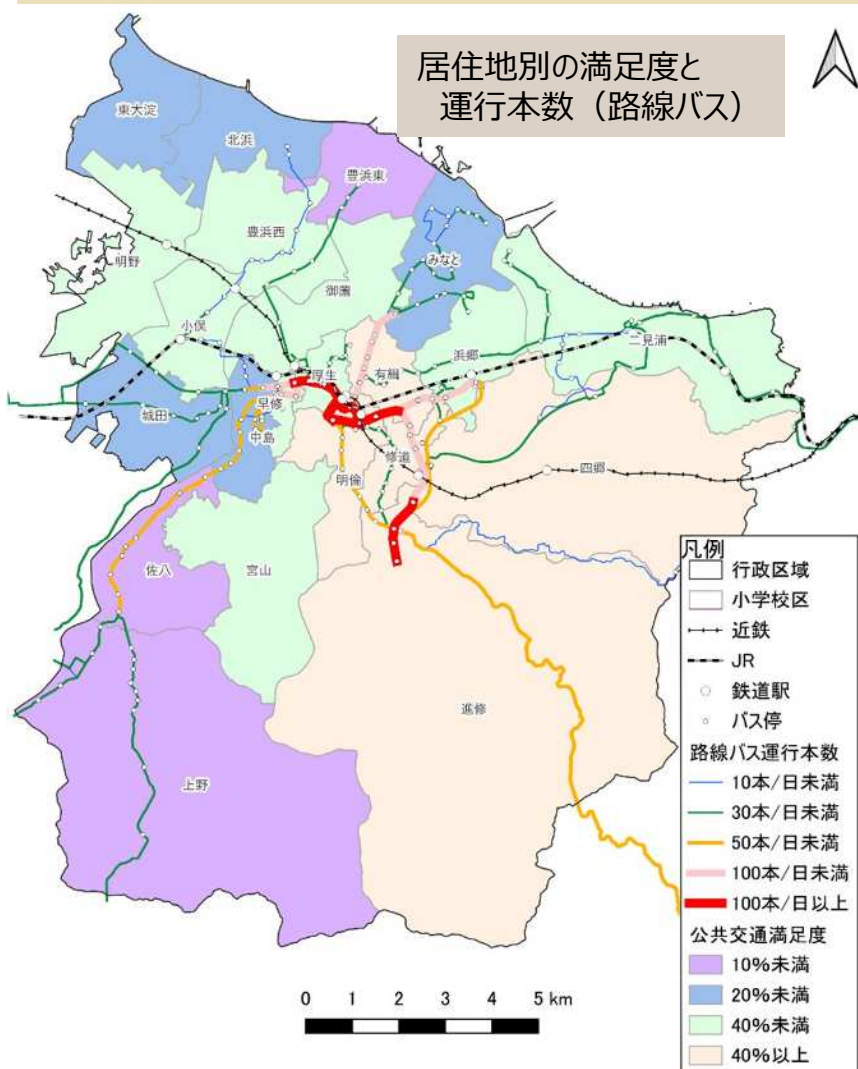 居住地別の満足度と
運行本数（路線バス）
東大淀
北浜
豊浜東
豊浜西
みなと
明野
御薗
小俣
二見浦
浜郷
厚生
有緝
早修
城田
中島
修道
四郷
明倫
佐八
宮山
進修
上野
凡例
行政区域
小学校区
近鉄
JR
鉄道駅
バス停
路線バス運行本数
10本/日未満
30本/日未満
50本/日未満
100本/日未満
100本/日以上
公共交通満足度
10%未満
20%未満
40%未満
40%以上
0 1 2 3 4 5 km